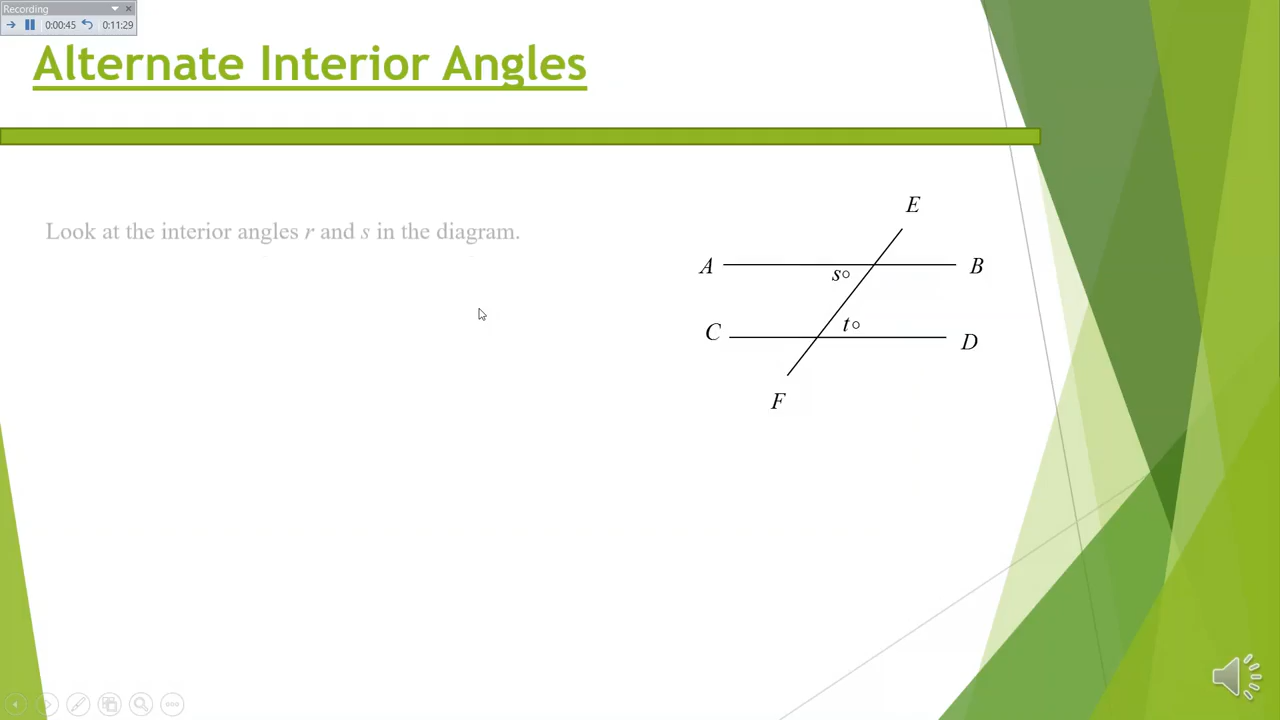 Recording
0:00:45 0:11:29
Alternate Interior Angles
Look at the interior angles r and s in the diagram.
E
A B
s°
t°
C D
F